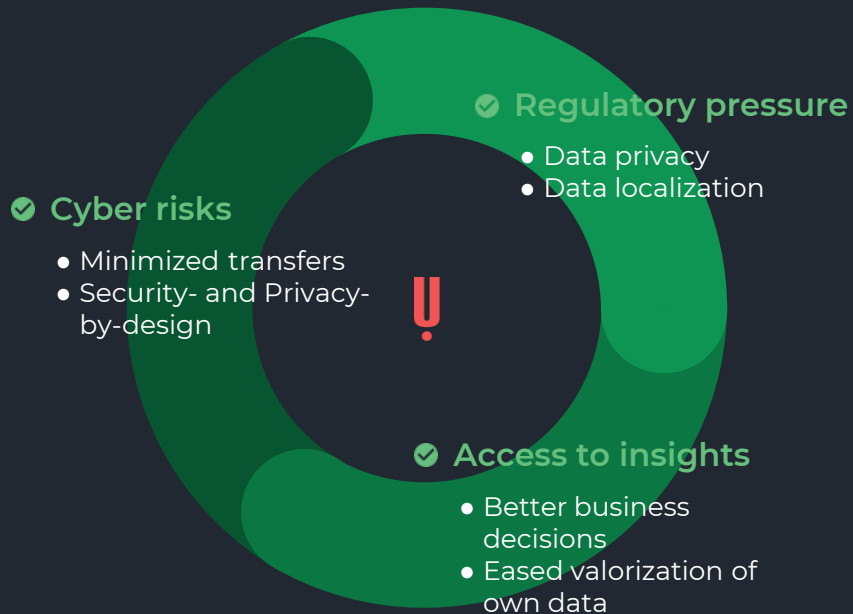 Regulatory pressure
● Data privacy
● Data localization
Cyber risks
● Minimized transfers
● Security- and Privacy-
by-design
Access to insights
● Better business
decisions
● Eased valorization of
own data